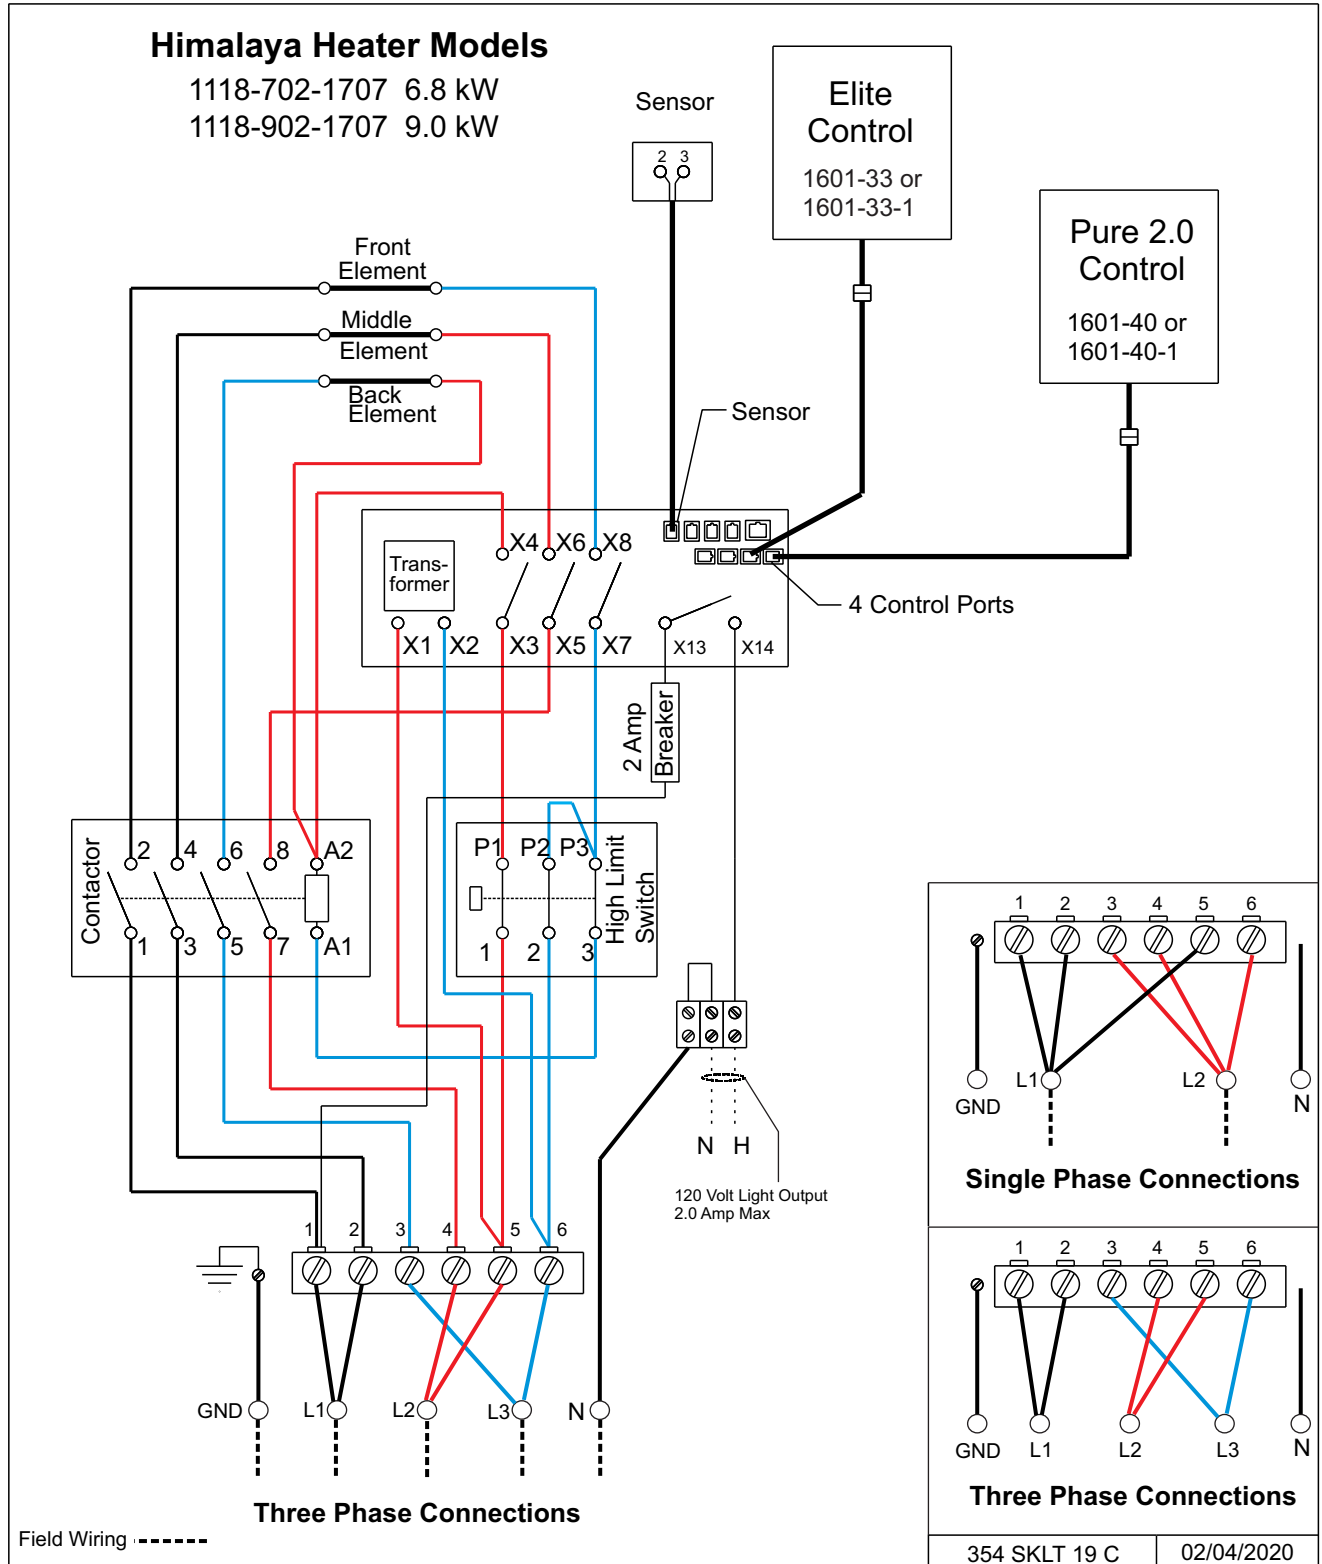 Himalaya Heater Models
1118-702-1707 6.8 kW
1118-902-1707 9.0 kW
Sensor
2 3
Elite
Control
1601-33 or
1601-33-1
Pure 2.0
Control
1601-40 or
1601-40-1
Front
Element
Middle
Element
Back
Element
Sensor
X4 X6 X8
Trans-
former
4 Control Ports
X1 X2 X3 X5 X7 X13 X14
2 Amp
Breaker
Contactor
2 4 6 8 A2
1 3 5 7 A1
P1 P2 P3
1 2 3
High Limit
Switch
N H
120 Volt Light Output
2.0 Amp Max
1 2 3 4 5 6
GND L1 L2 L3 N
Three Phase Connections
Field Wiring
1 2 3 4 5 6
GND L1 L2 N
Single Phase Connections
1 2 3 4 5 6
GND L1 L2 L3 N
Three Phase Connections
354 SKLT 19 C 02/04/2020